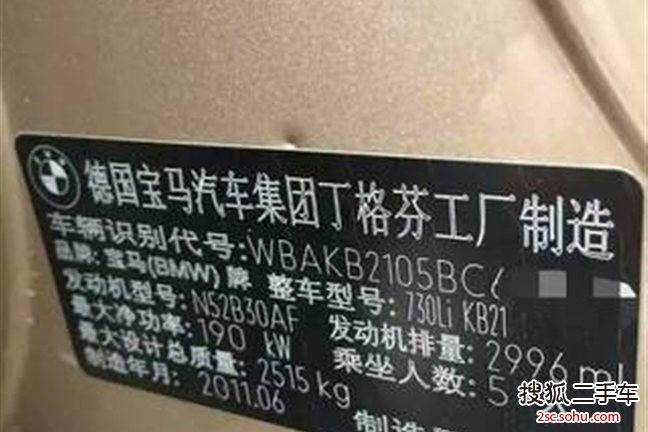 德国宝马汽车集团丁格芬工厂制造
车辆识别代号:WBAKB2105BC
品牌:宝马(BMW)牌 整车型号:730Li KB21
发动机型号:N52B30AF 发动机排量:2996 ml
最大净功率:190 kW 乘坐人数:5
最大设计总质量:2515kg
制造年月:2011.06
制造
搜狐二手车
2sc.sohu.com